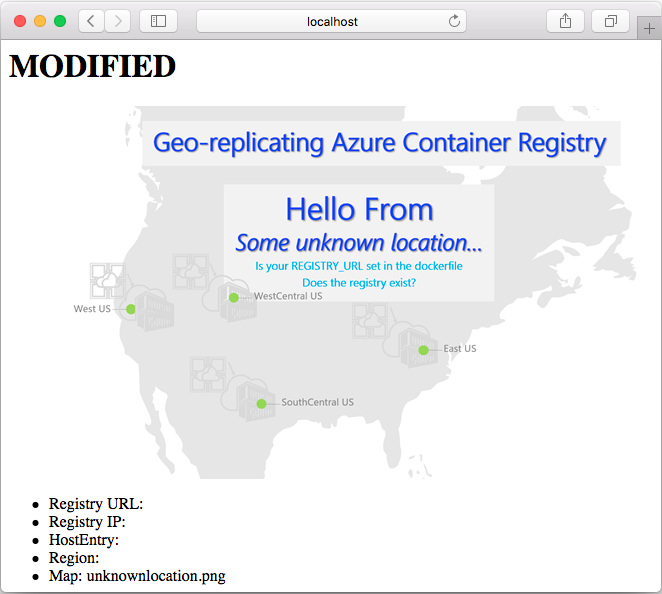 localhost
MODIFIED
Geo-replicating Azure Container Registry
Hello From
Some unknown location...
Is your REGISTRY_URL set in the dockerfile
Does the registry exist?
WestCentral US
West US
East US
SouthCentral US
Registry URL:
Registry IP:
HostEntry:
Region:
Map: unknownlocation.png